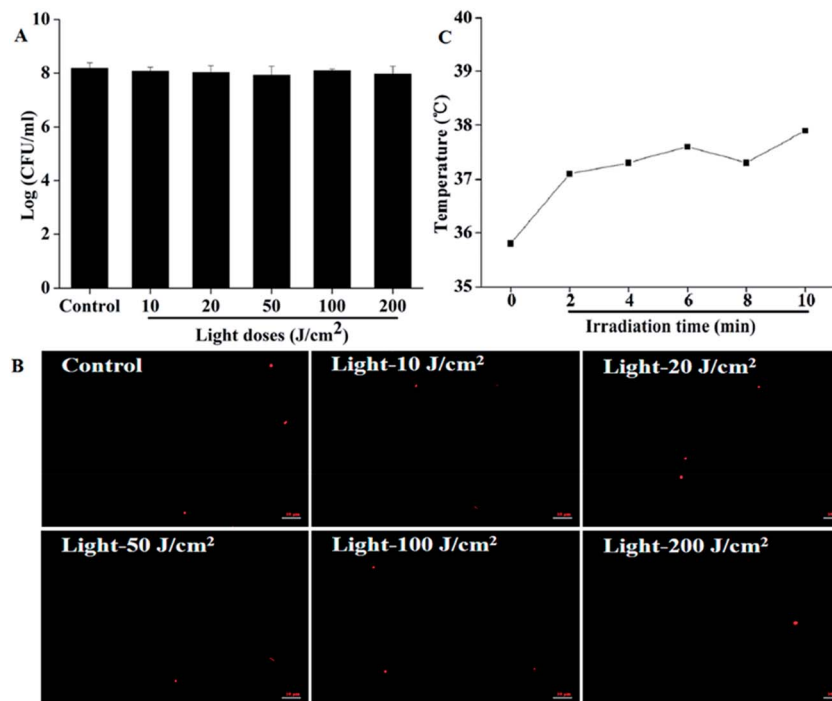 A
10
8
6
4
2
0
Log (CFU/ml)
Control 10 20 50 100 200
Light doses (J/cm²)
C
40
39
38
37
36
35
Temperature (℃)
0 2 4 6 8 10
Irradiation time (min)
B
Control
Light-10 J/cm²
Light-20 J/cm²
Light-50 J/cm²
Light-100 J/cm²
Light-200 J/cm²